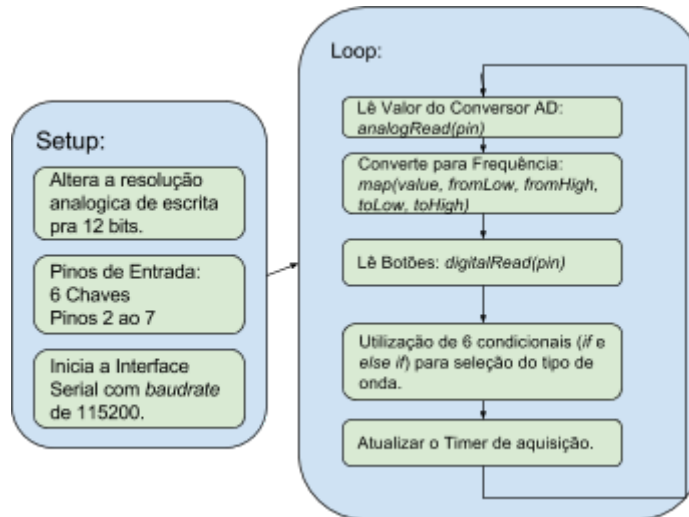 Setup:
Altera a resolução
analogica de escrita
pra 12 bits.
Pinos de Entrada:
6 Chaves
Pinos 2 ao 7
Inicia a Interface
Serial com baudrate
de 115200.
Loop:
Lê Valor do Conversor AD:
analogRead(pin)
Converte para Frequência:
map(value, fromLow, fromHigh,
toLow, toHigh)
Lê Botões: digitalRead(pin)
Utilização de 6 condicionais (if e
else if) para seleção do tipo de
onda.
Atualizar o Timer de aquisição.